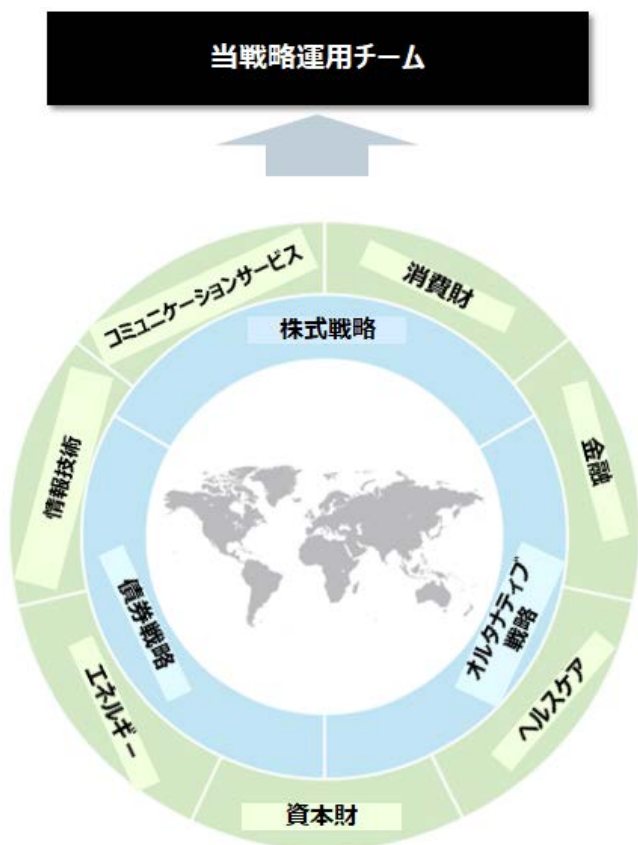 当戦略運用チーム
コミュニケーションサービス
消費財
株式戦略
金融
情報技術
債券戦略
オルタナティブ
戦略
エネルギー
ヘルスケア
資本財